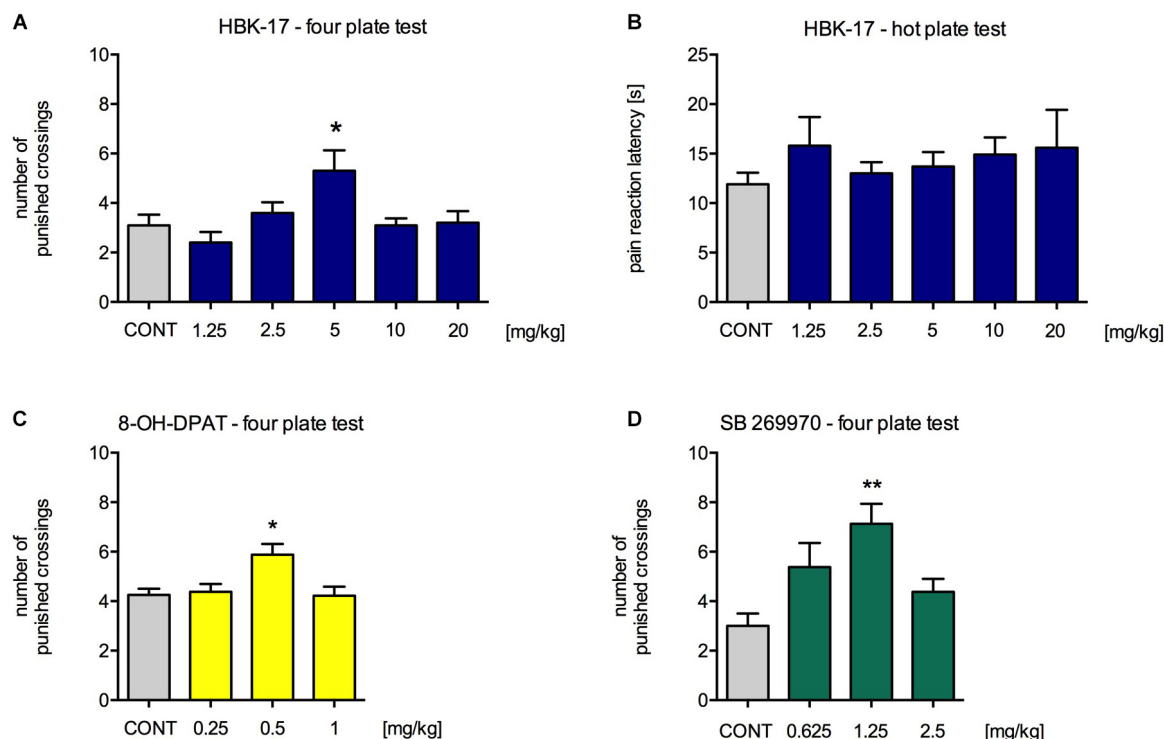 A
HBK-17 - four plate test
number of
punished crossings
10
8
6
4
2
0
*
CONT 1.25 2.5 5 10 20 [mg/kg]
B
HBK-17 - hot plate test
pain reaction latency [s]
25
20
15
10
5
0
CONT 1.25 2.5 5 10 20 [mg/kg]
C
8-OH-DPAT - four plate test
number of
punished crossings
10
8
6
4
2
0
*
CONT 0.25 0.5 1 [mg/kg]
D
SB 269970 - four plate test
number of
punished crossings
10
8
6
4
2
0
**
CONT 0.625 1.25 2.5 [mg/kg]